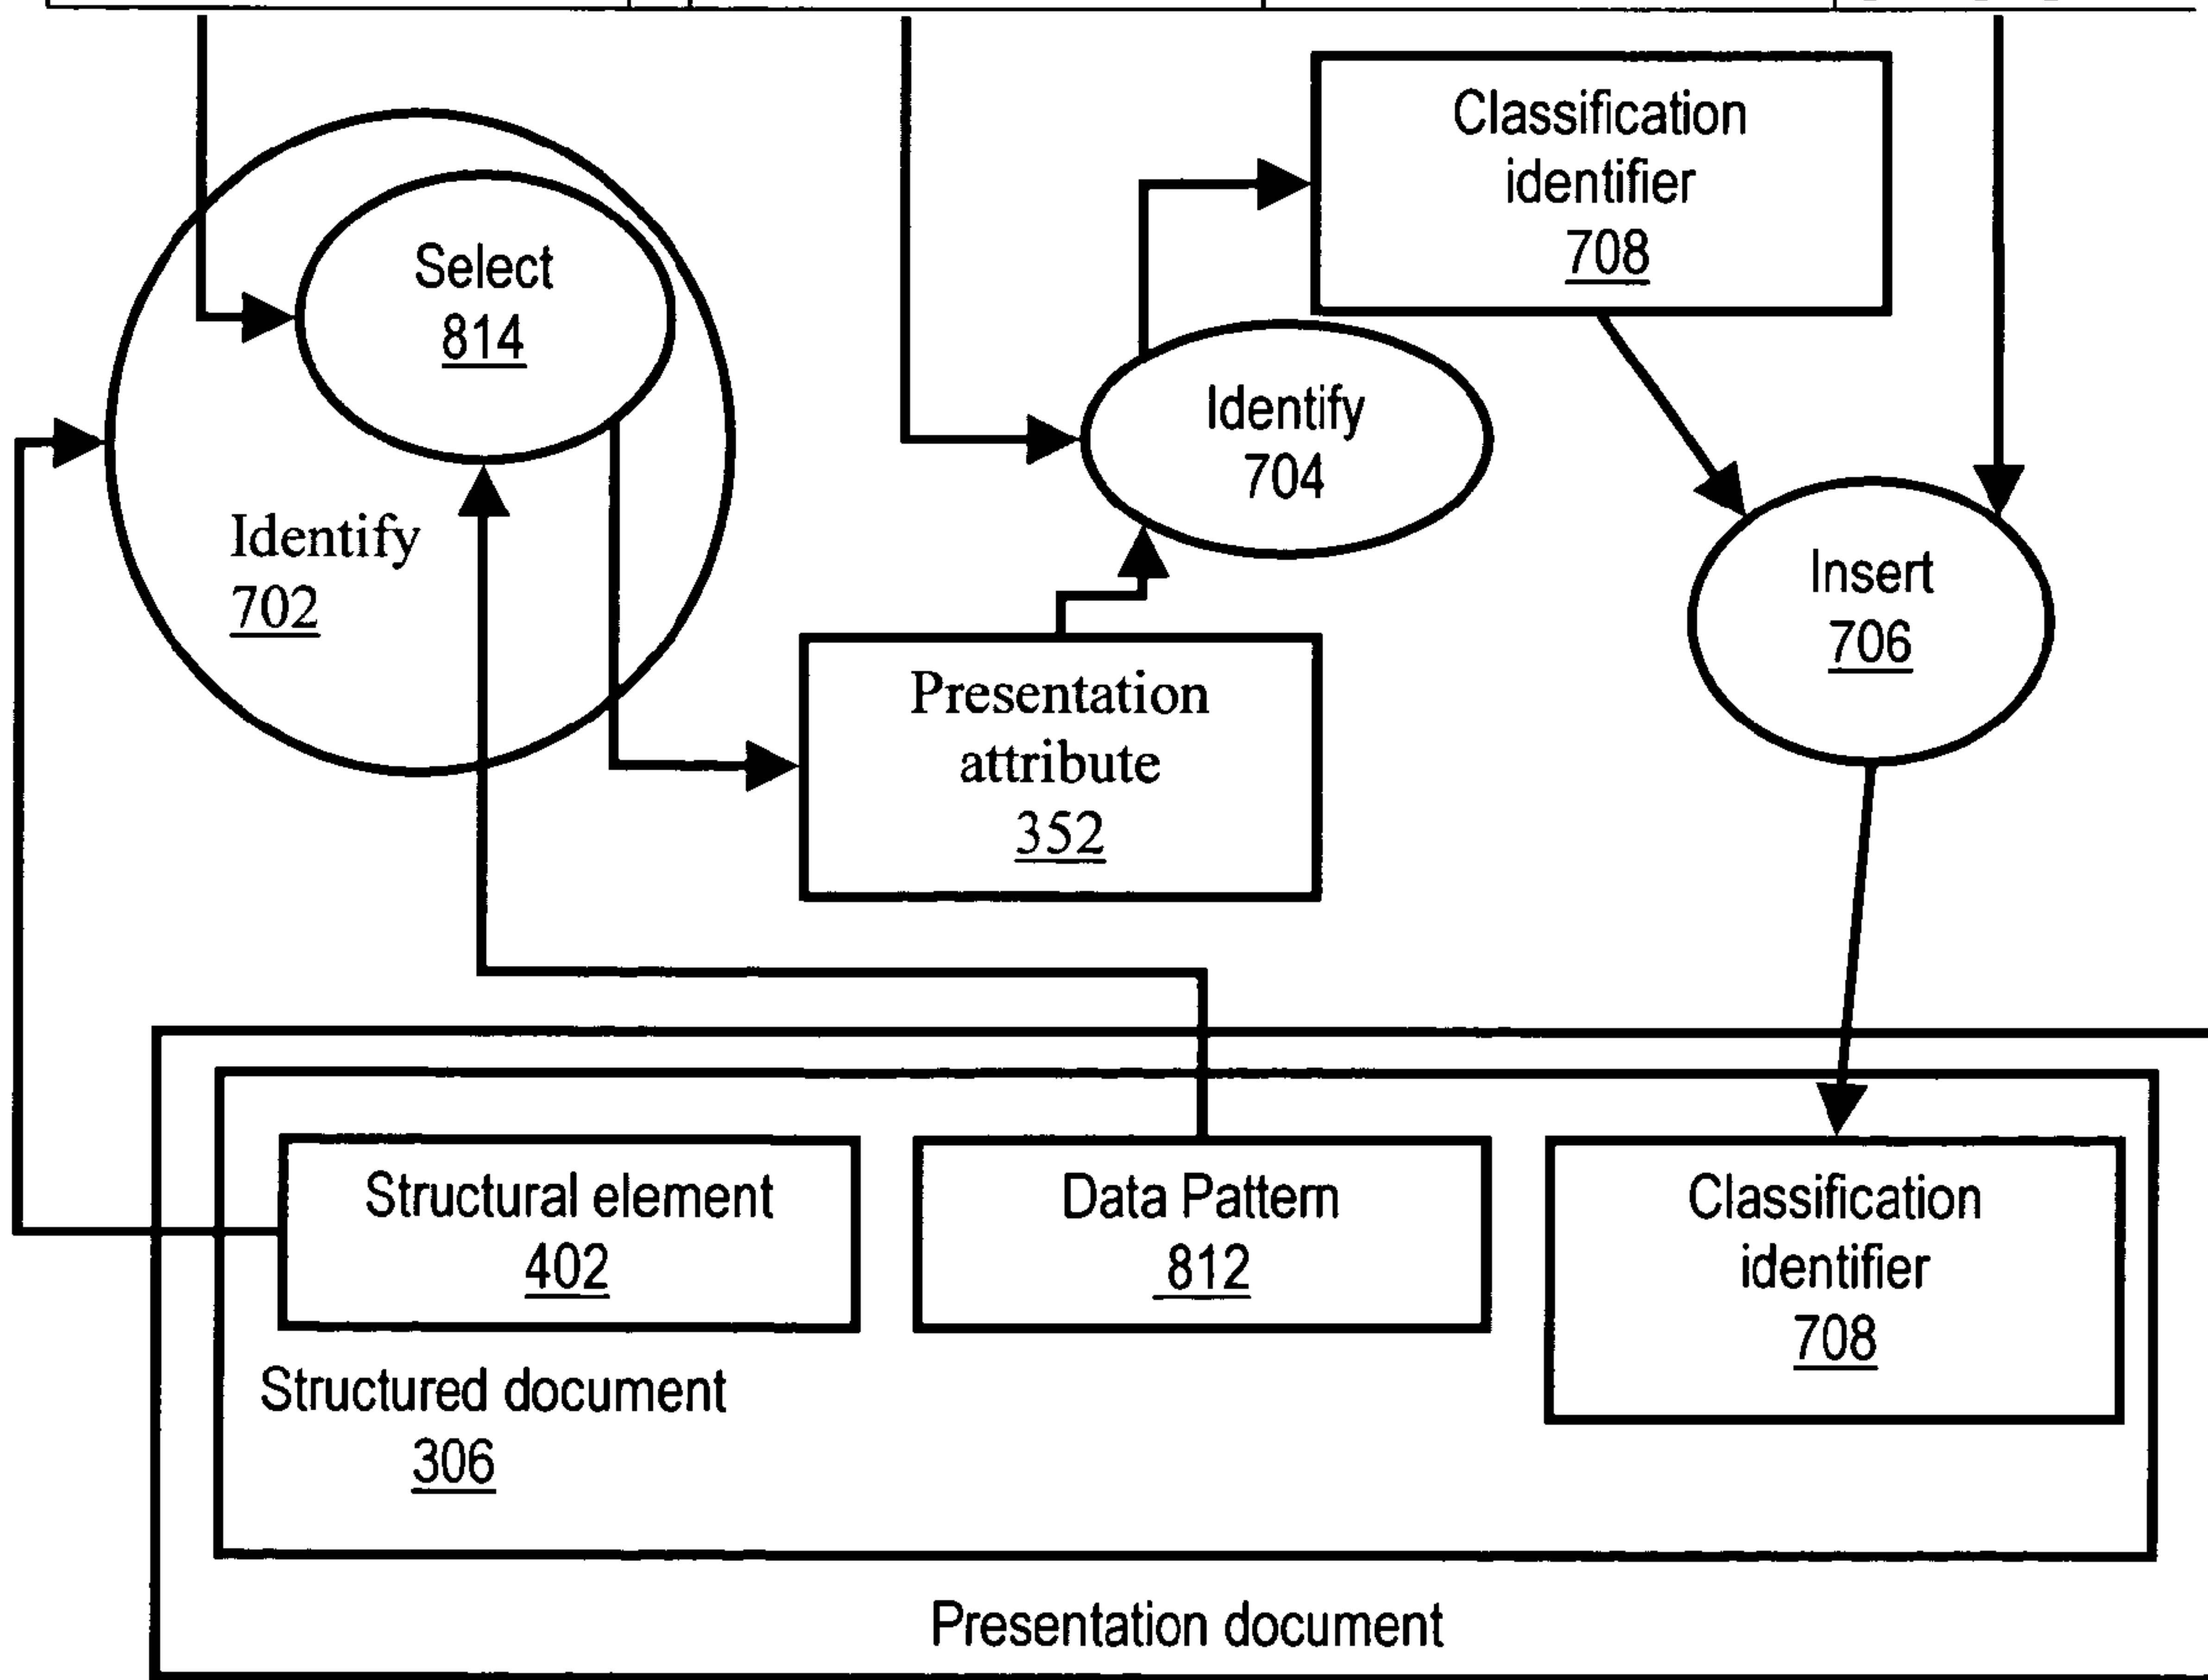 Classification
identifier
708
Select
814
Identify
704
Identify
702
Insert
706
Presentation
attribute
352
Structural element
402
Data Pattern
812
Classification
identifier
708
Structured document
306
Presentation document